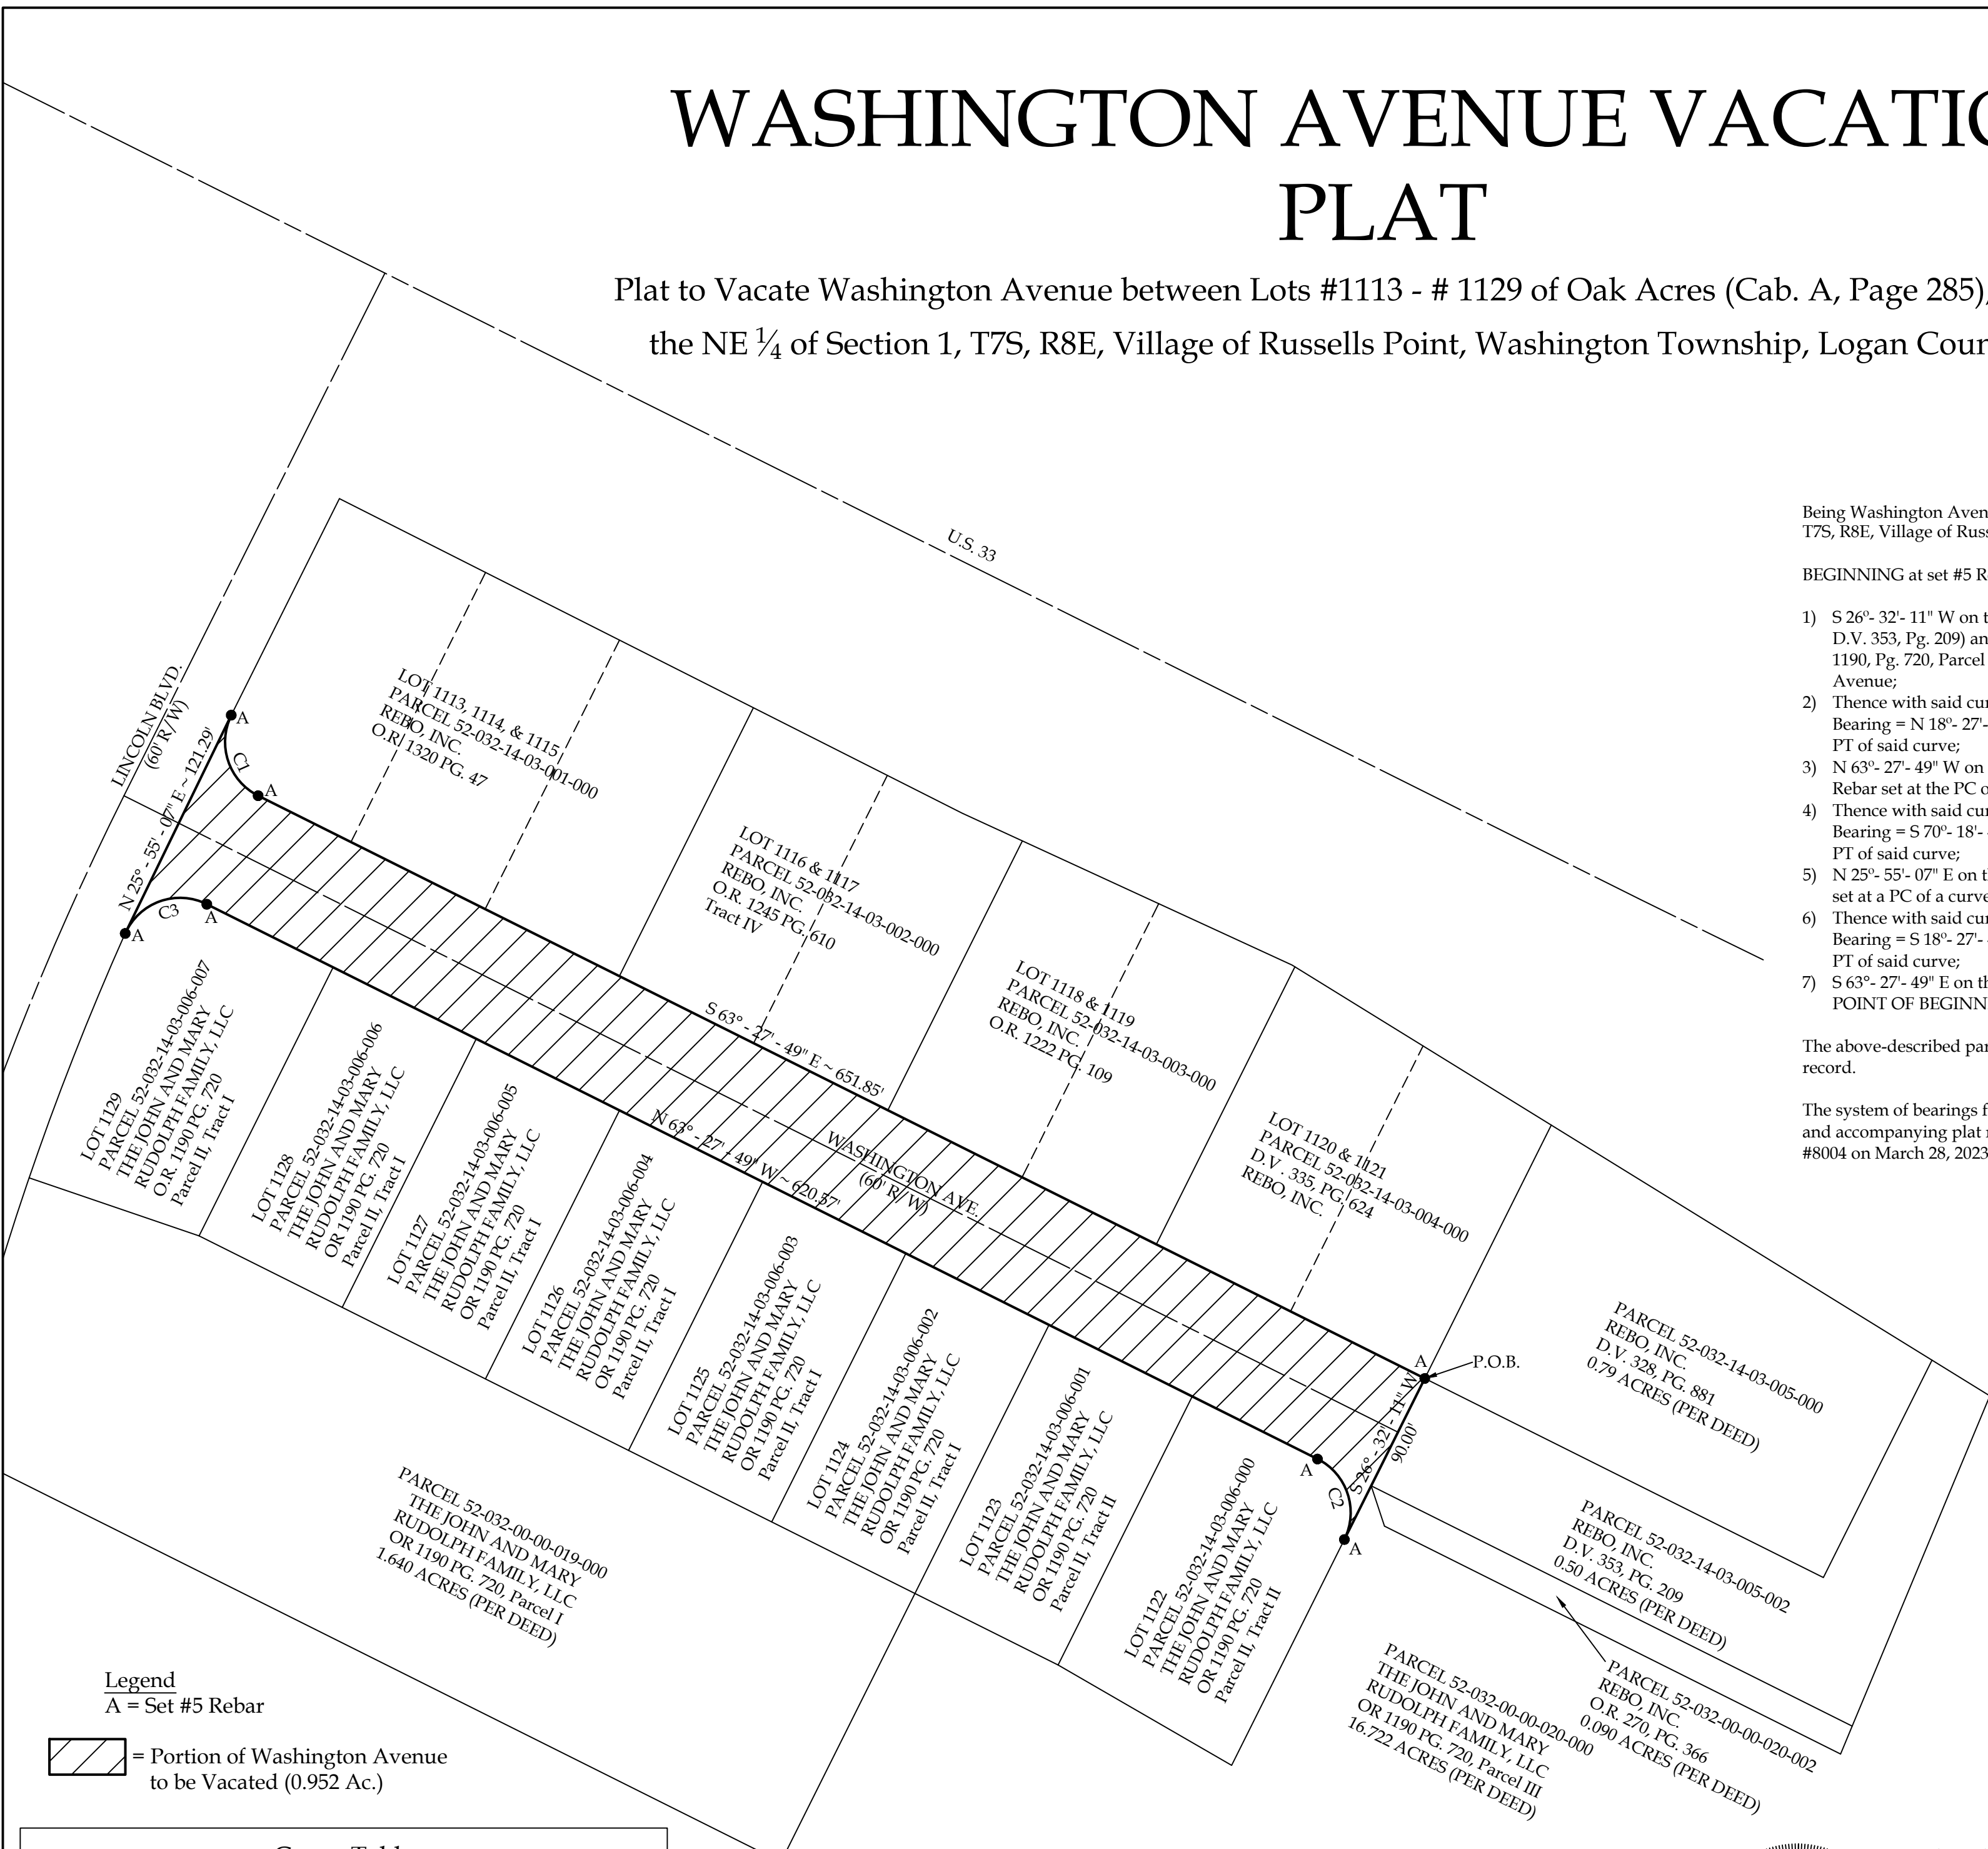 WASHINGTON AVENUE VACATIO
PLAT
Plat to Vacate Washington Avenue between Lots #1113 - # 1129 of Oak Acres (Cab. A, Page 285),
the NE ¼ of Section 1, T7S, R8E, Village of Russells Point, Washington Township, Logan Coun
U.S. 33
LINCOLN BLVD.
(60' R/W)
N 25° - 55' - 07" E ~ 121.29'
A
C1
A
C3
A
A
LOT 1113, 1114, & 1115
PARCEL 52-032-14-03-001-000
REBO, INC.
O.R. 1320 PG. 47
LOT 1116 & 1117
PARCEL 52-032-14-03-002-000
REBO, INC.
O.R. 1245 PG. 610
Tract IV
LOT 1118 & 1119
PARCEL 52-032-14-03-003-000
REBO, INC.
O.R. 1222 PG. 109
LOT 1120 & 1121
PARCEL 52-032-14-03-004-000
D.V. 335, PG. 624
REBO, INC.
S 63° - 27' - 49" E ~ 651.85'
WASHINGTON AVE.
(60' R/W)
N 63° - 27' - 49" W ~ 620.57'
A
P.O.B.
S 26° - 32' - 11" W
90.00'
A
C2
A
LOT 1129
PARCEL 52-032-14-03-006-007
THE JOHN AND MARY
RUDOLPH FAMILY, LLC
O.R. 1190 PG. 720
Parcel II, Tract I
LOT 1128
PARCEL 52-032-14-03-006-006
THE JOHN AND MARY
RUDOLPH FAMILY, LLC
OR 1190 PG. 720
Parcel II, Tract I
LOT 1127
PARCEL 52-032-14-03-006-005
THE JOHN AND MARY
RUDOLPH FAMILY, LLC
OR 1190 PG. 720
Parcel II, Tract I
LOT 1126
PARCEL 52-032-14-03-006-004
THE JOHN AND MARY
RUDOLPH FAMILY, LLC
OR 1190 PG. 720
Parcel II, Tract I
LOT 1125
PARCEL 52-032-14-03-006-003
THE JOHN AND MARY
RUDOLPH FAMILY, LLC
OR 1190 PG. 720
Parcel II, Tract I
LOT 1124
PARCEL 52-032-14-03-006-002
THE JOHN AND MARY
RUDOLPH FAMILY, LLC
OR 1190 PG. 720
Parcel II, Tract I
LOT 1123
PARCEL 52-032-14-03-006-001
THE JOHN AND MARY
RUDOLPH FAMILY, LLC
OR 1190 PG. 720
Parcel II, Tract II
LOT 1122
PARCEL 52-032-14-03-006-000
THE JOHN AND MARY
RUDOLPH FAMILY, LLC
OR 1190 PG. 720
Parcel II, Tract II
PARCEL 52-032-14-03-005-000
REBO, INC.
D.V. 328, PG. 881
0.79 ACRES (PER DEED)
PARCEL 52-032-14-03-005-002
REBO, INC.
D.V. 353, PG. 209
0.50 ACRES (PER DEED)
PARCEL 52-032-00-00-020-002
REBO, INC.
O.R. 270, PG. 366
0.090 ACRES (PER DEED)
PARCEL 52-032-00-00-020-000
THE JOHN AND MARY
RUDOLPH FAMILY, LLC
OR 1190 PG. 720, Parcel III
16.722 ACRES (PER DEED)
PARCEL 52-032-00-00-019-000
THE JOHN AND MARY
RUDOLPH FAMILY, LLC
OR 1190 PG. 720, Parcel I
1.640 ACRES (PER DEED)
Being Washington Aven
T7S, R8E, Village of Russ
BEGINNING at set #5 R
1) S 26º- 32'- 11" W on t
D.V. 353, Pg. 209) an
1190, Pg. 720, Parcel
Avenue;
2) Thence with said cur
Bearing = N 18º- 27'-
PT of said curve;
3) N 63º- 27'- 49" W on
Rebar set at the PC o
4) Thence with said cur
Bearing = S 70º- 18'-
PT of said curve;
5) N 25º- 55'- 07" E on t
set at a PC of a curve
6) Thence with said cur
Bearing = S 18º- 27'-
PT of said curve;
7) S 63°- 27'- 49" E on th
POINT OF BEGINN
The above-described par
record.
The system of bearings f
and accompanying plat r
#8004 on March 28, 2023
Legend
A = Set #5 Rebar
= Portion of Washington Avenue
to be Vacated (0.952 Ac.)